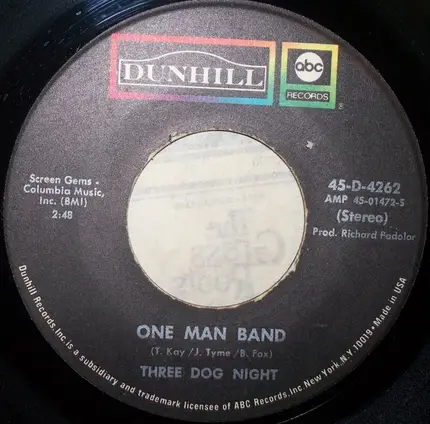 DUNHILL
abc
RECORDS
®
Screen Gems -
Columbia Music,
Inc. (BMI)
2:48
45-D-4262
AMP 45-01472-S
(Stereo)
Prod. Richard Podolor
ONE MAN BAND
(T. Kay /J. Tyme /B. Fox)
THREE DOG NIGHT
Dunhill Records, Inc is a subsidiary and trademark licensee of ABC Records, Inc. New York, N.Y. 10019 • Made in USA